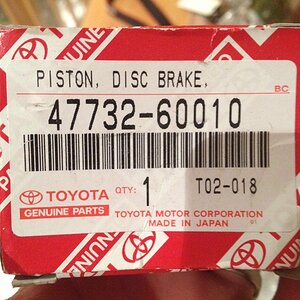 PISTON, DISC BRAKE,
BC
47732-60010
TOYOTA
GENUINE PARTS
QTY: 1
T02-018
TOYOTA MOTOR CORPORATION
MADE IN JAPAN
01
GENUINE